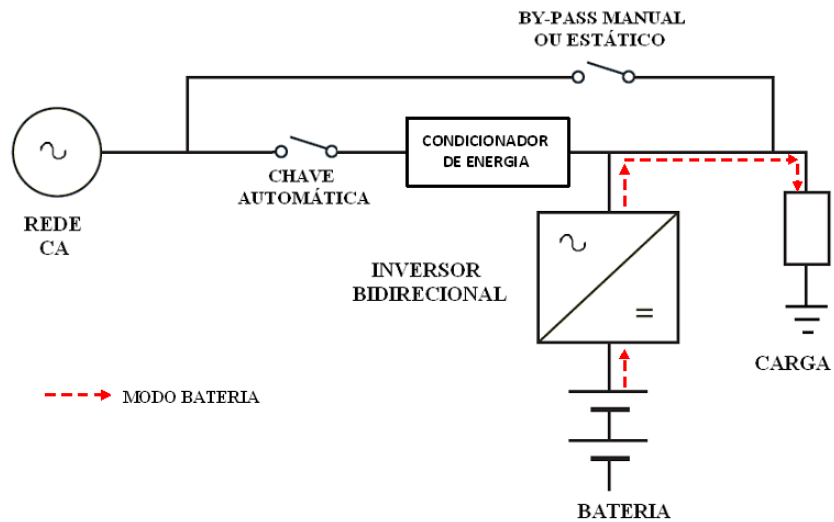 BY-PASS MANUAL
OU ESTÁTICO
CONDICIONADOR
DE ENERGIA
CHAVE
AUTOMÁTICA
REDE
CA
INVERSOR
BIDIRECIONAL
CARGA
MODO BATERIA
BATERIA